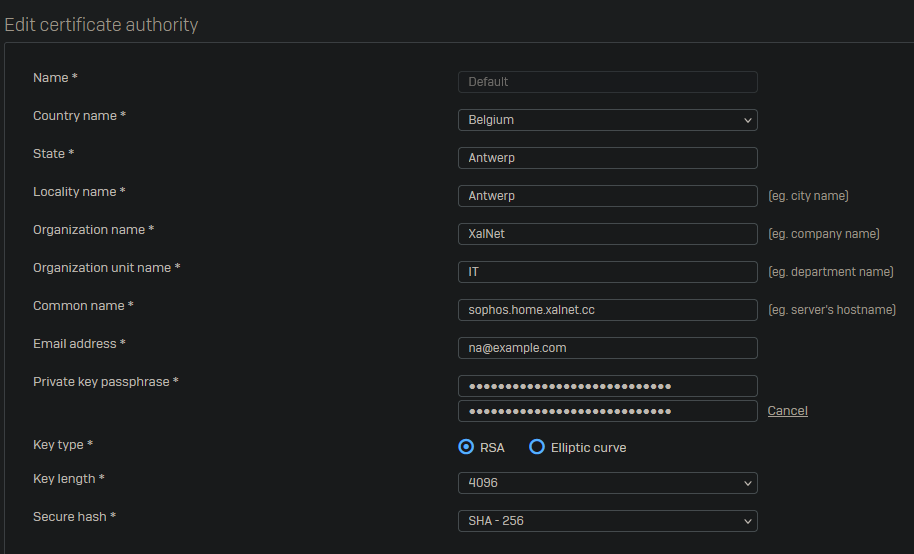 Edit certificate authority
Name * Default
Country name * Belgium
State * Antwerp
Locality name * Antwerp (eg. city name)
Organization name * XalNet (eg. company name)
Organization unit name * IT (eg. department name)
Common name * sophos.home.xalnet.cc (eg. server's hostname)
Email address * na@example.com
Private key passphrase * ●●●●●●●●●●●●●●●●●●●●●●●●●●●●
●●●●●●●●●●●●●●●●●●●●●●●●●●●● Cancel
Key type * RSA Elliptic curve
Key length * 4096
Secure hash * SHA - 256